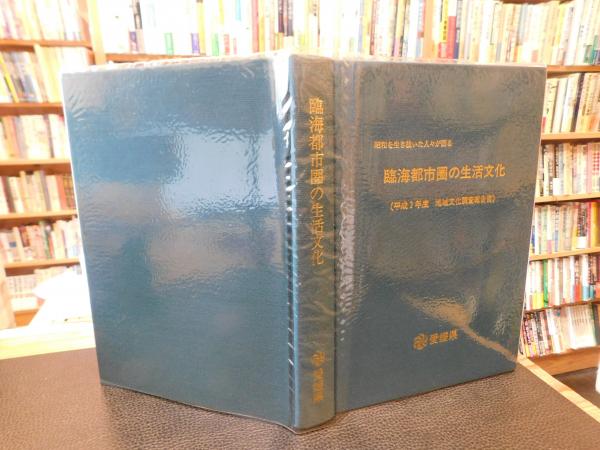 昭和を生き抜いた人々が語る
臨海都市圏の生活文化
(平成2年度 地域文化調査報告書)
愛媛県
臨海都市圏の生活文化
愛媛県